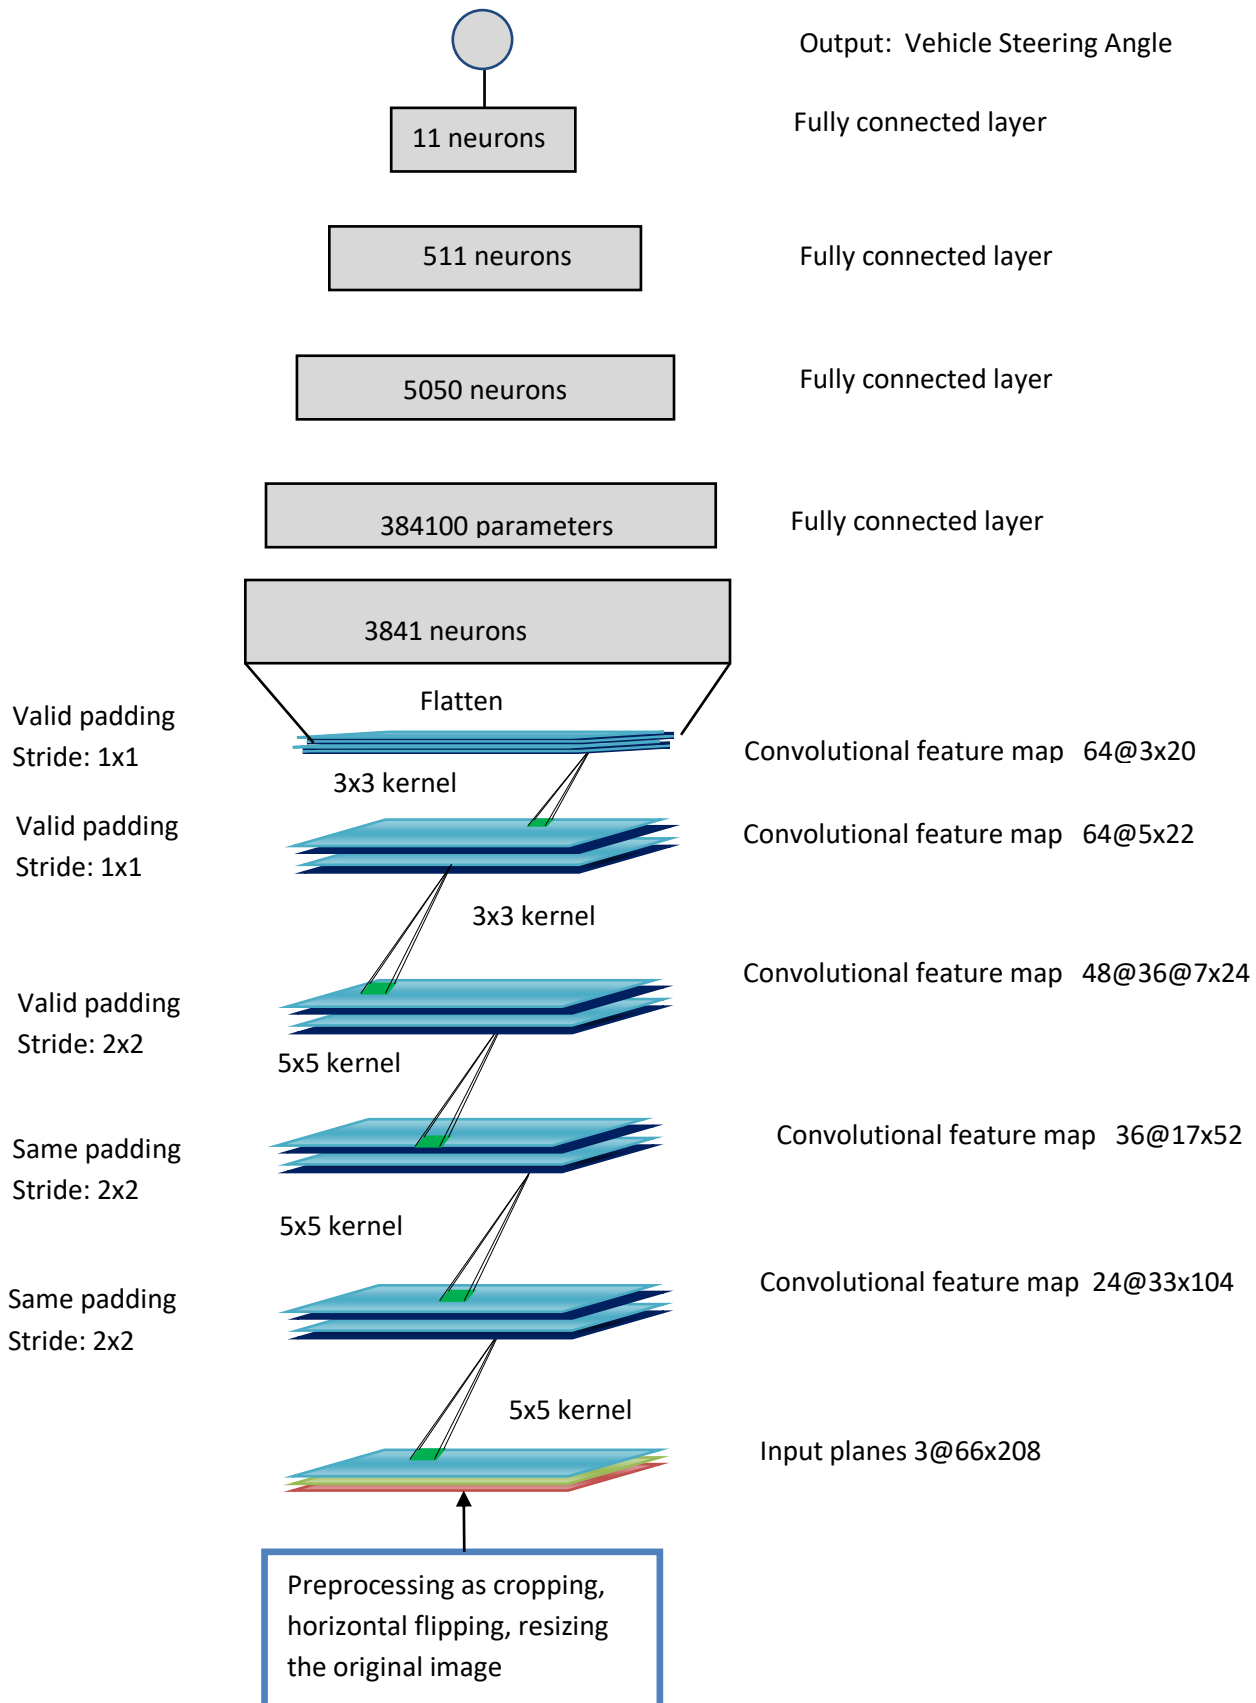 Output: Vehicle Steering Angle
11 neurons
Fully connected layer
511 neurons
Fully connected layer
5050 neurons
Fully connected layer
384100 parameters
Fully connected layer
3841 neurons
Flatten
Valid padding
Stride: 1x1
Convolutional feature map 64@3x20
3x3 kernel
Valid padding
Stride: 1x1
Convolutional feature map 64@5x22
3x3 kernel
Convolutional feature map 48@36@7x24
Valid padding
Stride: 2x2
5x5 kernel
Same padding
Stride: 2x2
Convolutional feature map 36@17x52
5x5 kernel
Convolutional feature map 24@33x104
Same padding
Stride: 2x2
5x5 kernel
Input planes 3@66x208
Preprocessing as cropping,
horizontal flipping, resizing
the original image